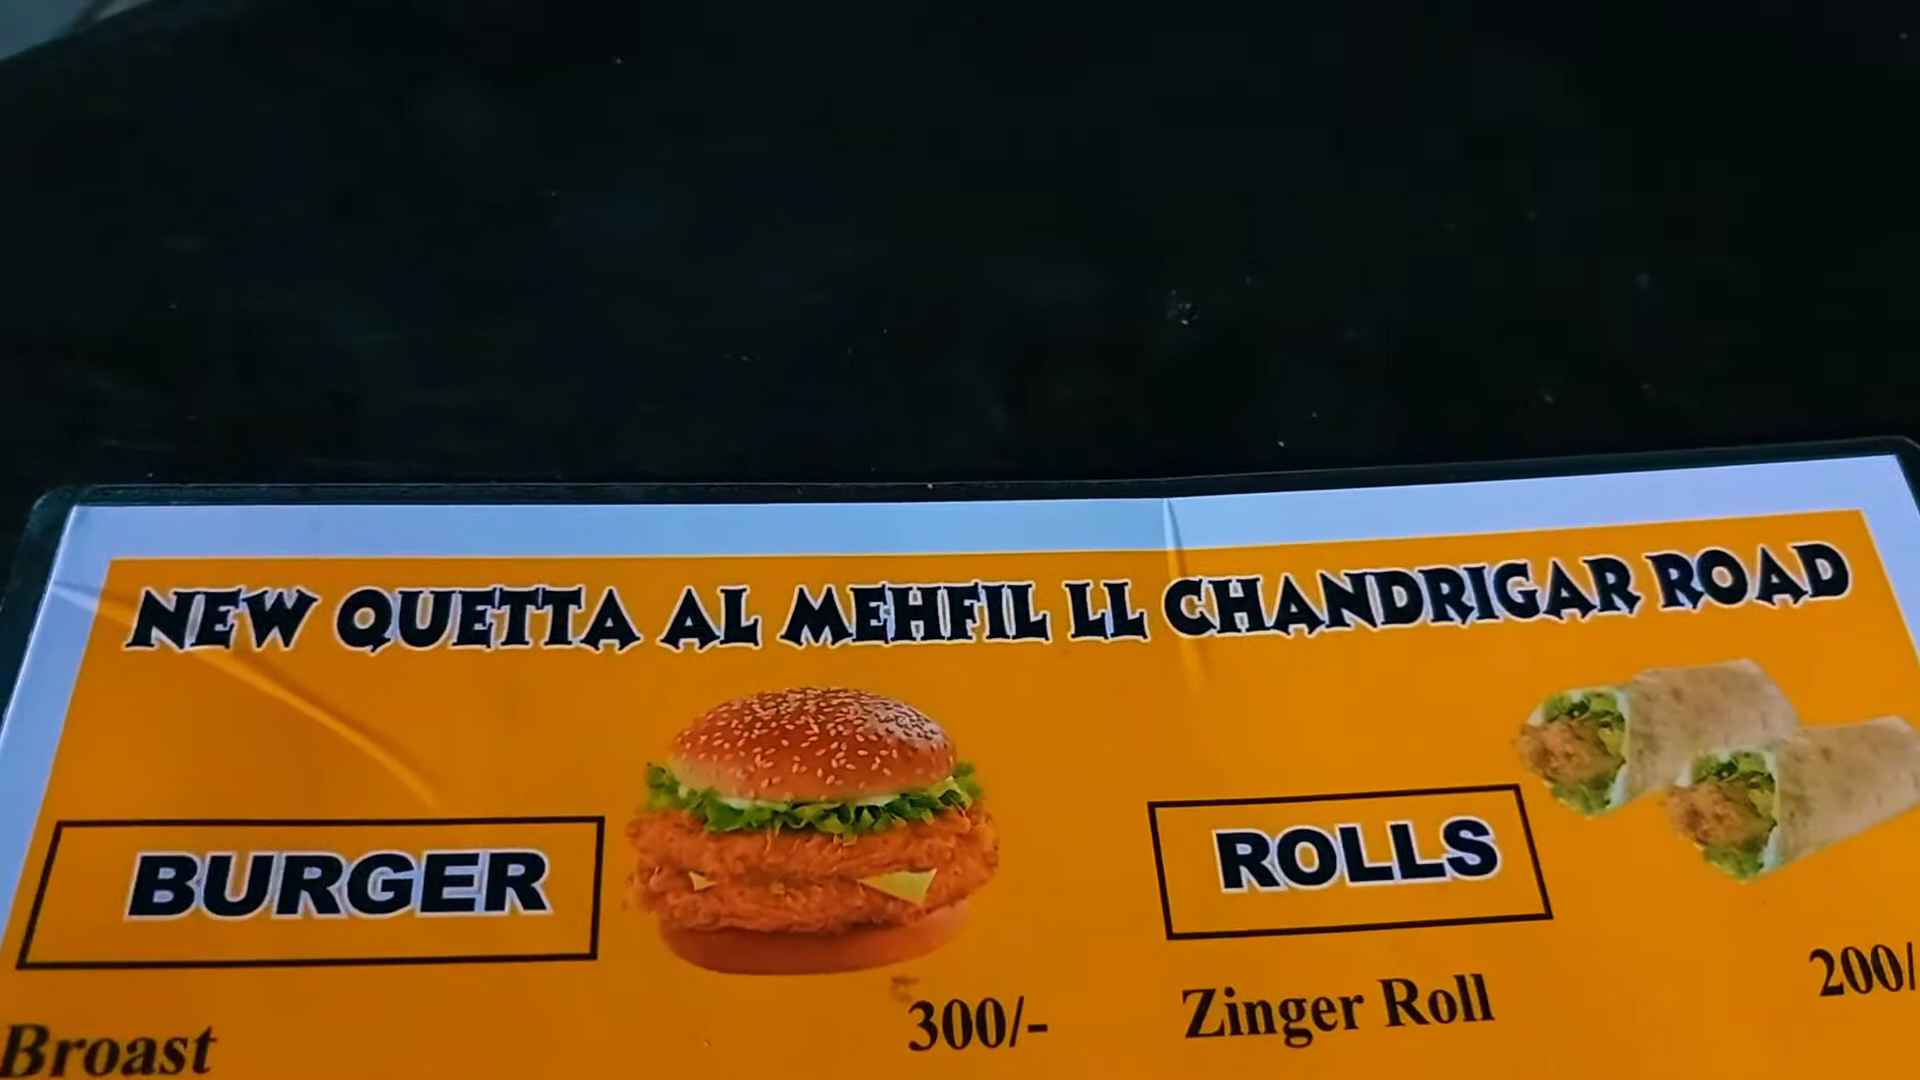 NEW QUETTA AL MEHFIL LL CHANDRIGAR ROAD
BURGER
Broast 300/-
ROLLS
Zinger Roll 200/